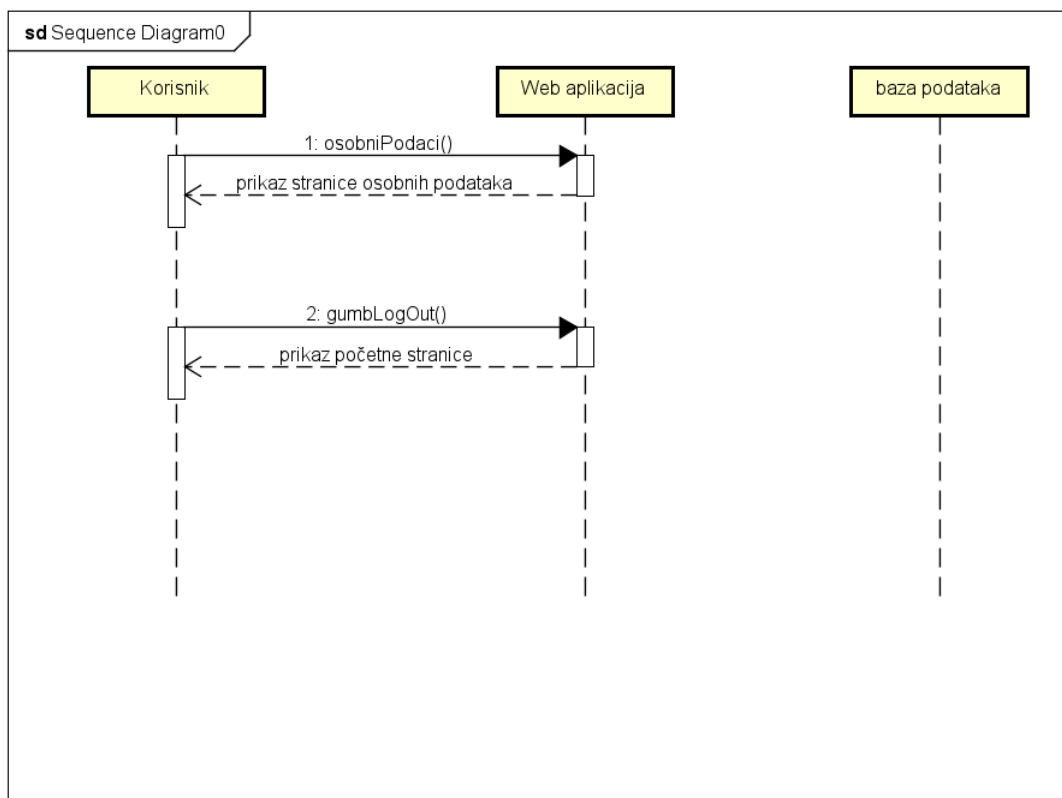 sd Sequence Diagram0
Korisnik
Web aplikacija
baza podataka
1: osobniPodaci()
prikaz stranice osobnih podataka
2: gumbLogOut()
prikaz početne stranice